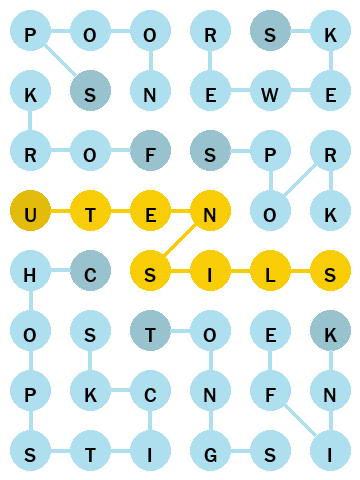 P O O R S K
K S N E W E
R O F S P R
U T E N O K
H C S I L S
O S T O E K
P K C N F N
S T I G S I